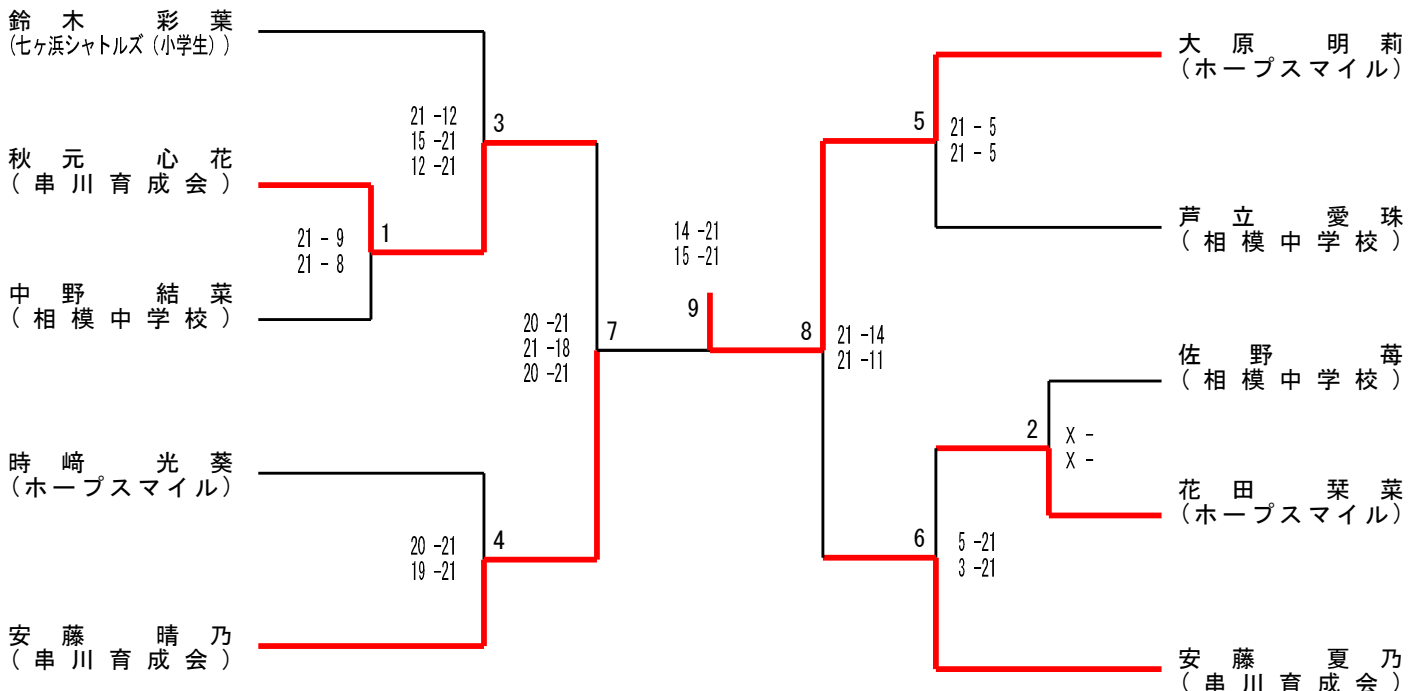 鈴木 彩葉
(七ヶ浜シャトルズ(小学生))
秋元 心花
(串川育成会)
中野 結菜
(相模中学校)
時﨑 光葵
(ホープスマイル)
安藤 晴乃
(串川育成会)
21 -12
15 -21
12 -21
3
21 - 9
21 - 8
1
20 -21
21 -18
20 -21
7
20 -21
19 -21
4
14 -21
15 -21
9
8
21 -14
21 -11
5
21 - 5
21 - 5
2
X -
X -
6
5 -21
3 -21
大原 明莉
(ホープスマイル)
芦立 愛珠
(相模中学校)
佐野 苺
(相模中学校)
花田 栞菜
(ホープスマイル)
安藤 夏乃
(串川育成会)